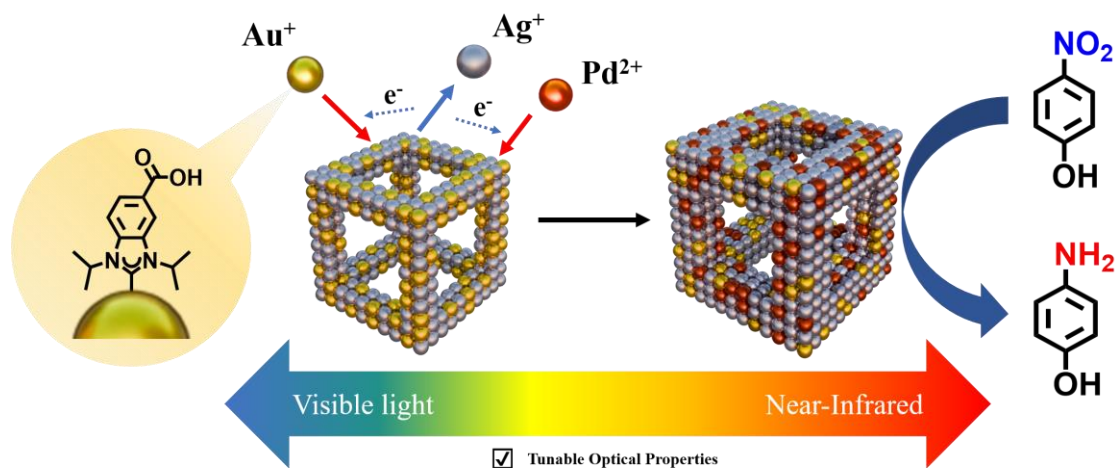 Au⁺
Ag⁺
Pd²⁺
e⁻
e⁻
O
OH
N
N
NO₂
OH
NH₂
OH
Visible light
Near-Infrared
☑ Tunable Optical Properties